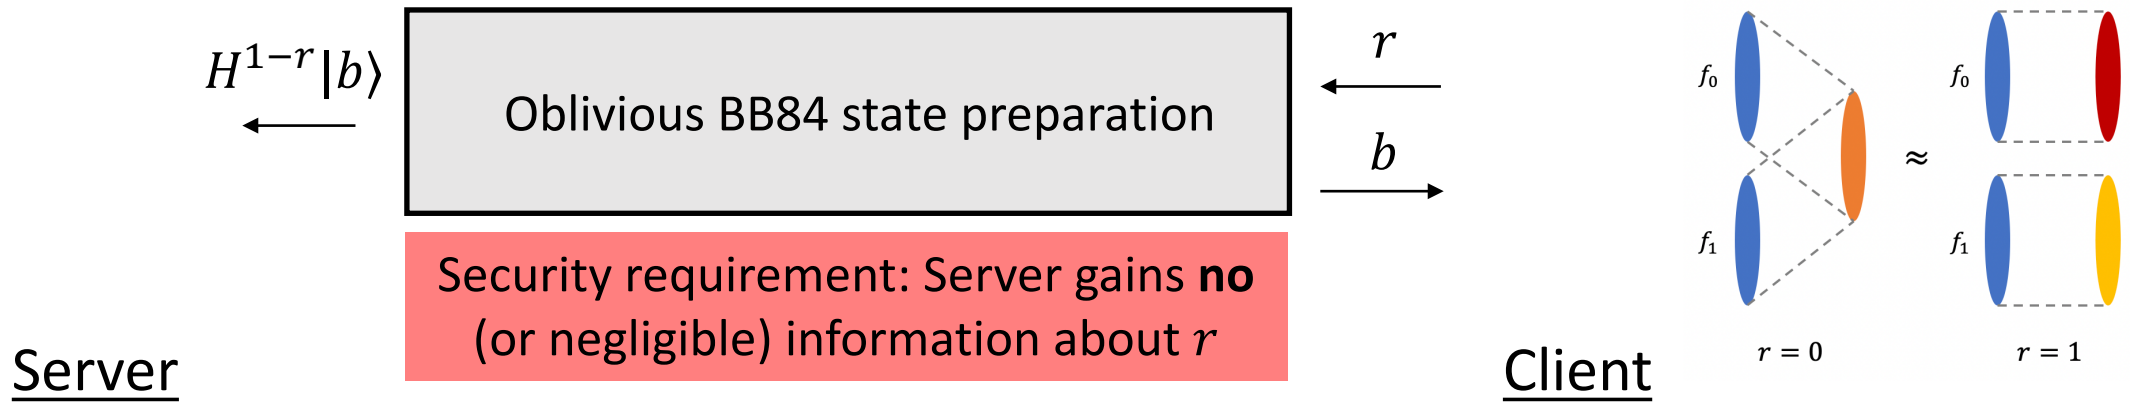 H^{1−r}|b⟩
Oblivious BB84 state preparation
r
b
Security requirement: Server gains no
(or negligible) information about r
Server
Client
f₀
f₁
r = 0
≈
f₀
f₁
r = 1